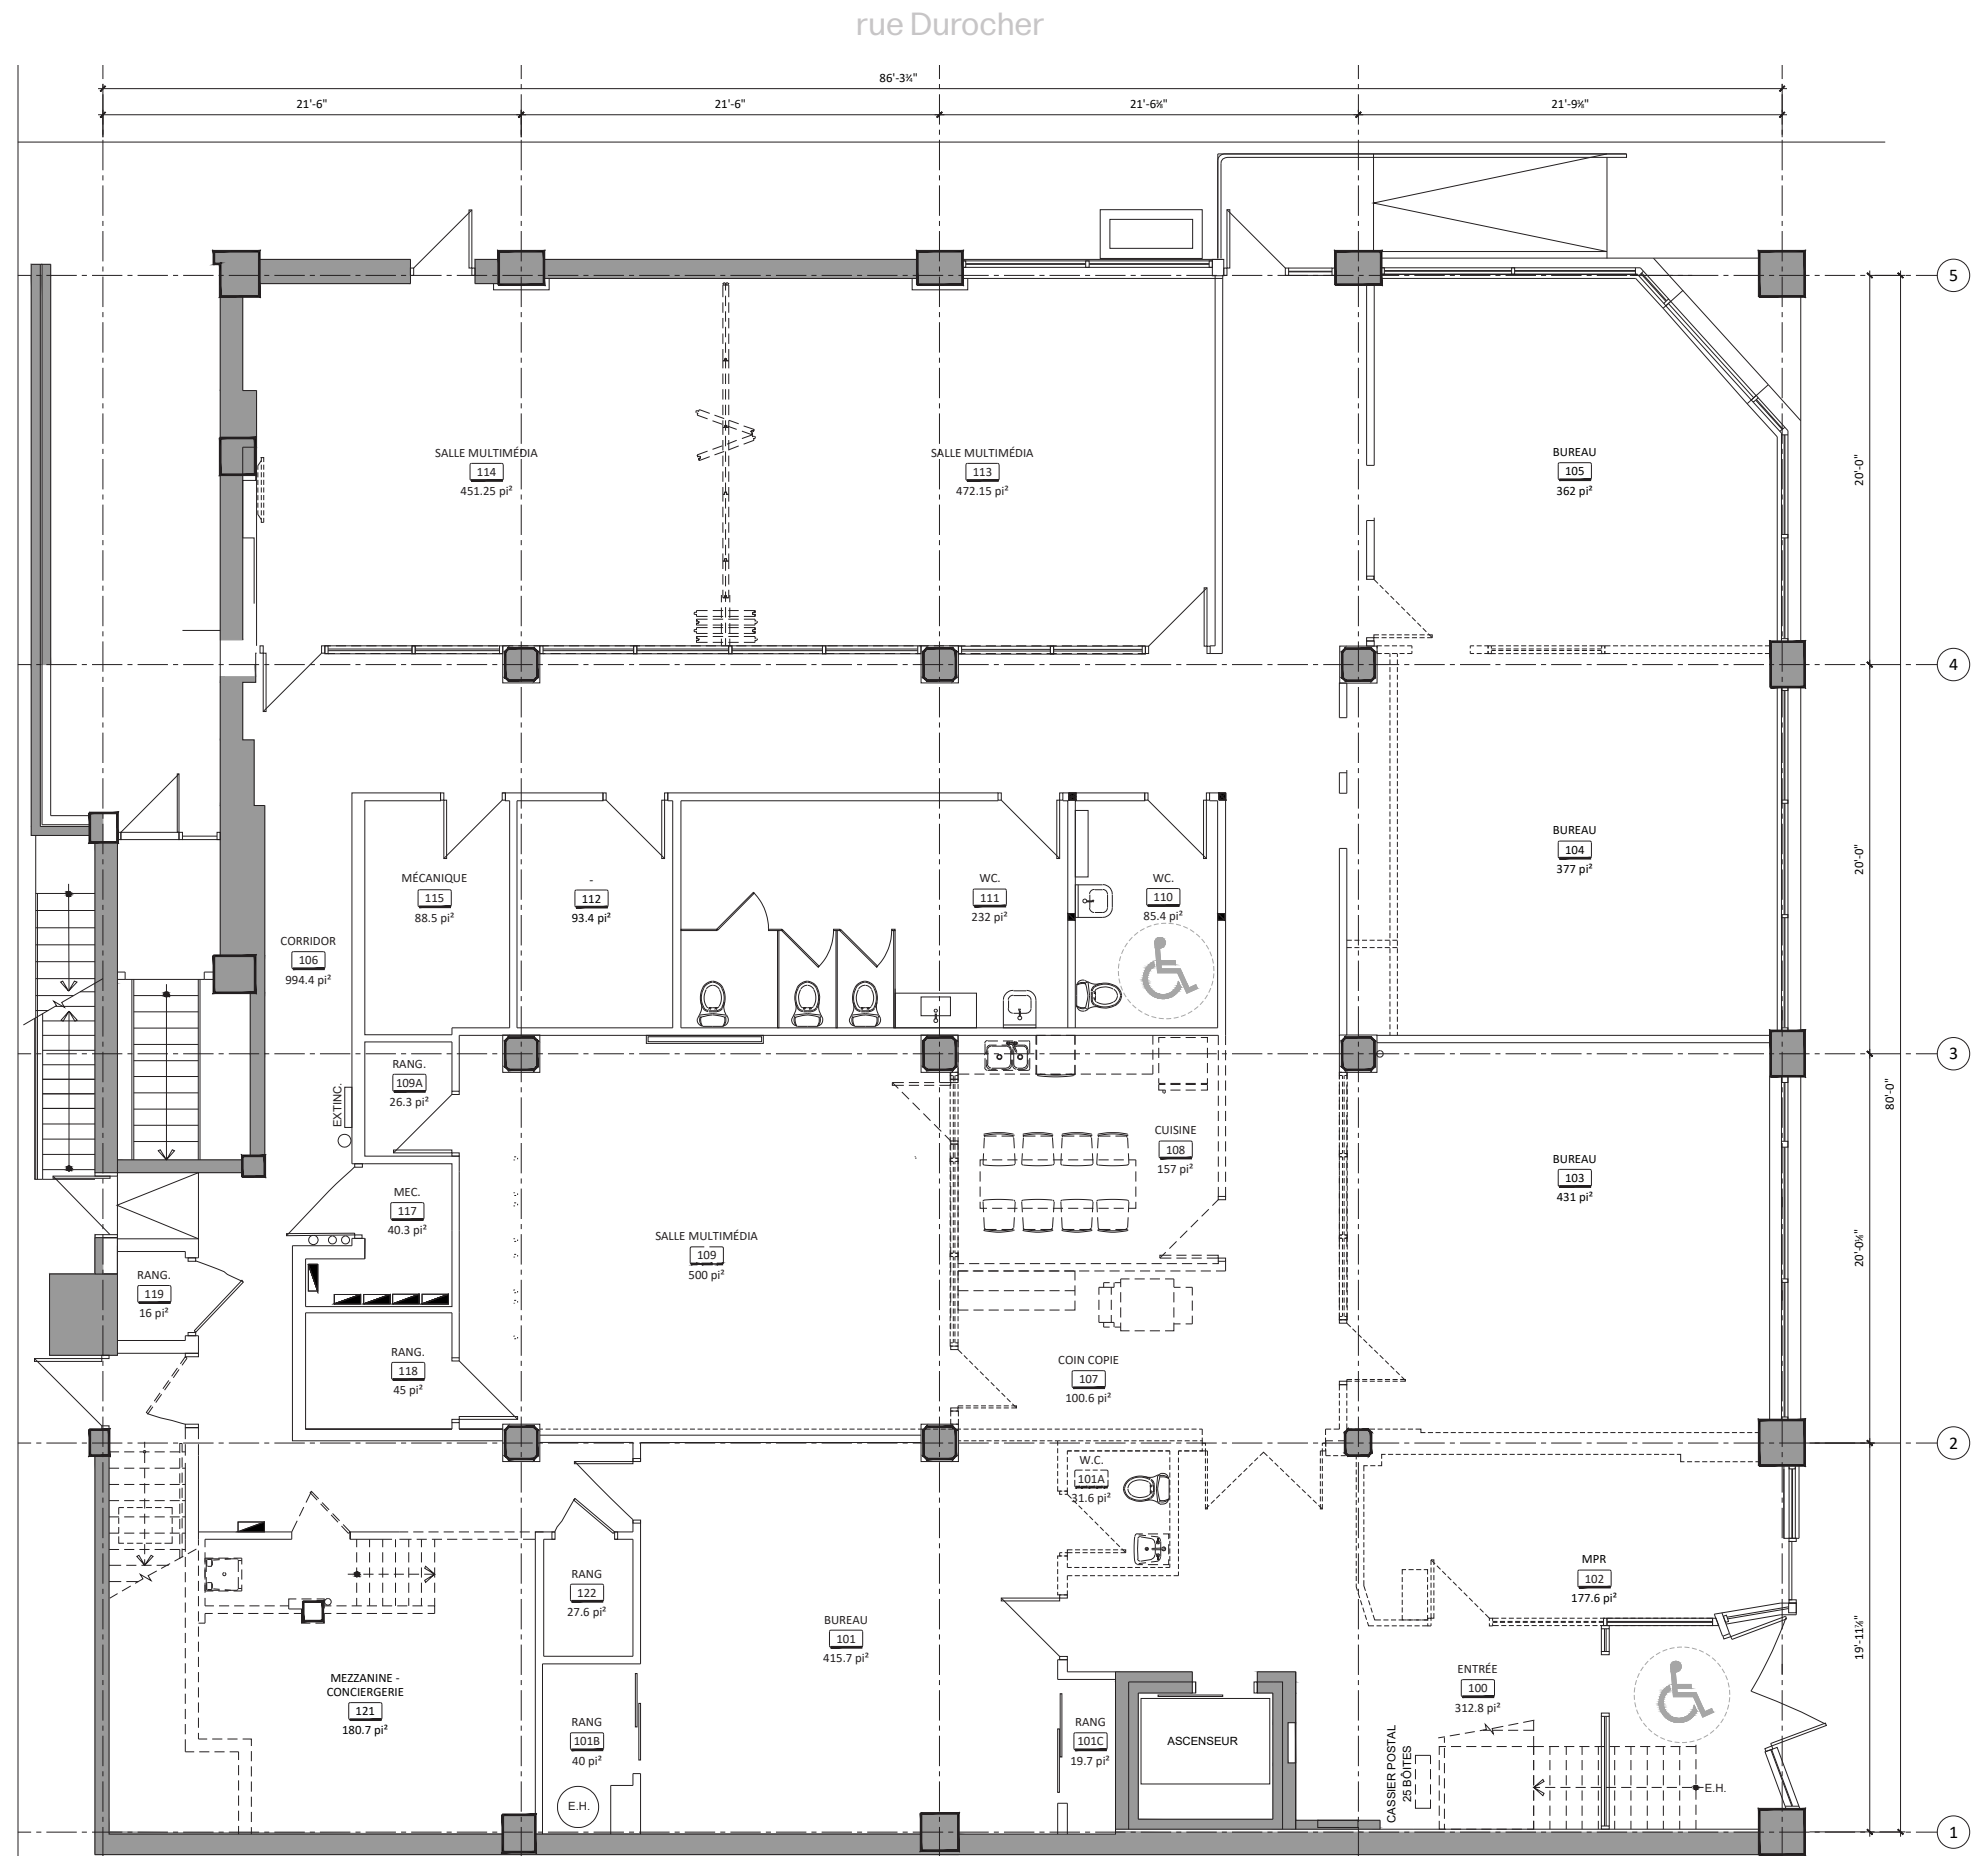 rue Durocher
86'-3¾"
21'-6"
21'-6"
21'-6⅜"
21'-9⅜"
5
SALLE MULTIMÉDIA
114
451.25 pi²
SALLE MULTIMÉDIA
113
472.15 pi²
BUREAU
105
362 pi²
20'-0"
4
MÉCANIQUE
115
88.5 pi²
-
112
93.4 pi²
WC.
111
232 pi²
WC.
110
85.4 pi²
BUREAU
104
377 pi²
20'-0"
CORRIDOR
106
994.4 pi²
3
RANG.
109A
26.3 pi²
EXTINC.
80'-0"
CUISINE
108
157 pi²
BUREAU
103
431 pi²
MEC.
117
40.3 pi²
SALLE MULTIMÉDIA
109
500 pi²
RANG.
119
16 pi²
RANG.
118
45 pi²
COIN COPIE
107
100.6 pi²
2
W.C.
101A
31.6 pi²
RANG
122
27.6 pi²
BUREAU
101
415.7 pi²
MPR
102
177.6 pi²
19'-11¼"
MEZZANINE -
CONCIERGERIE
121
180.7 pi²
ENTRÉE
100
312.8 pi²
RANG
101B
40 pi²
E.H.
RANG
101C
19.7 pi²
ASCENSEUR
CASSIER POSTAL
25 BOITES
E.H.
1